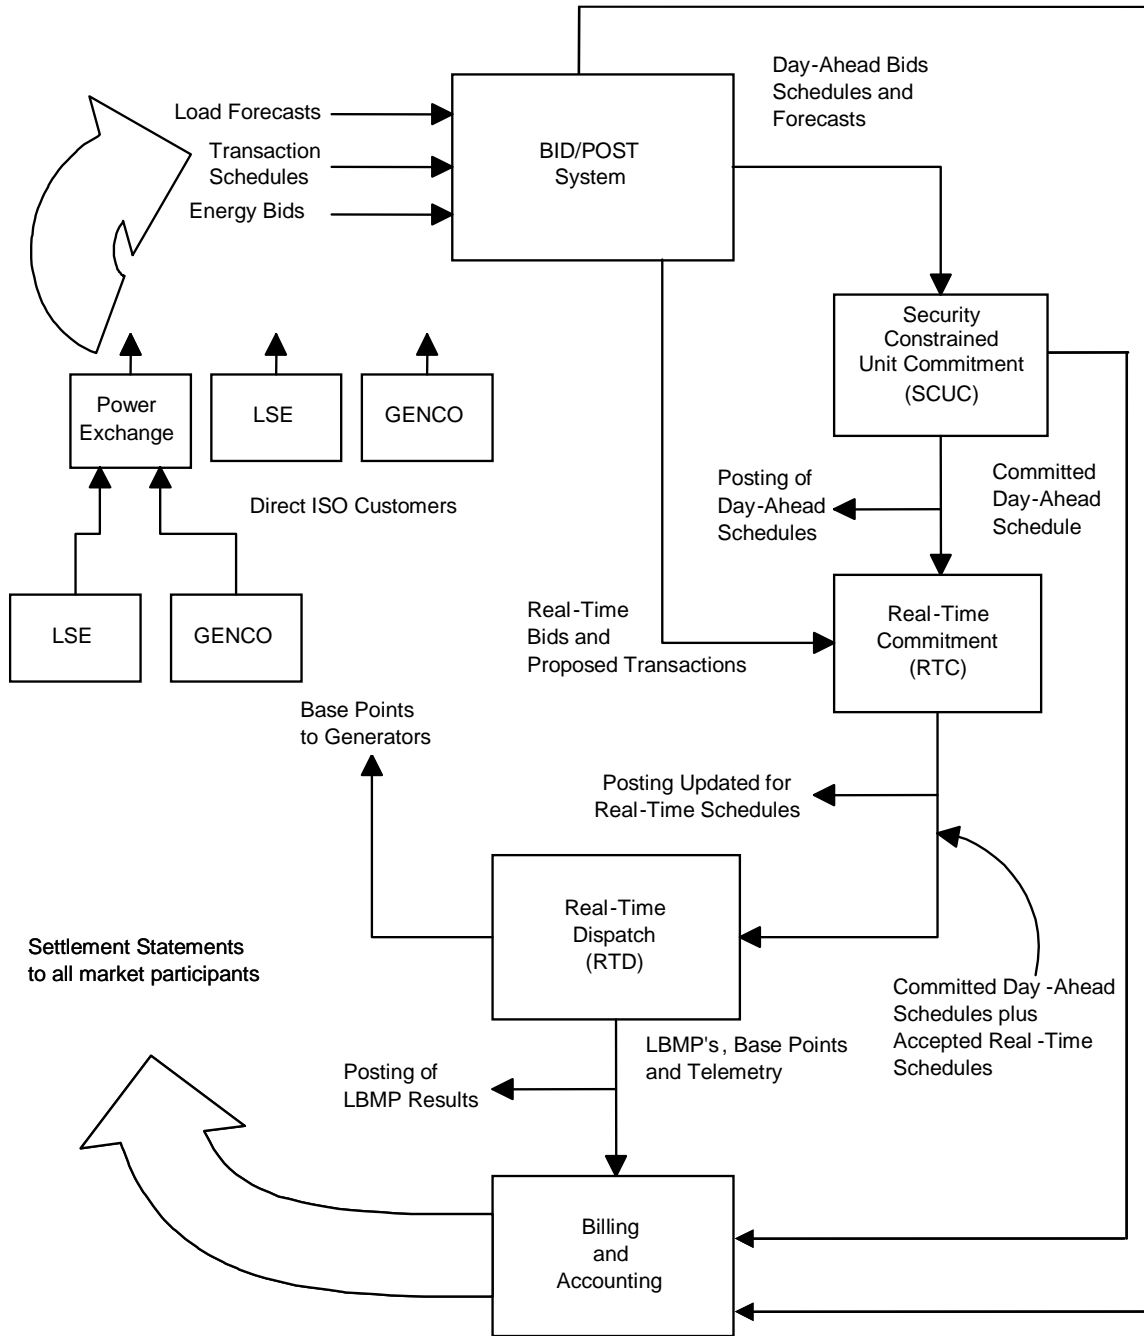 Day-Ahead Bids
Schedules and
Forecasts
Load Forecasts
Transaction
Schedules
Energy Bids
BID/POST
System
Security
Constrained
Unit Commitment
(SCUC)
Power
Exchange
LSE
GENCO
Direct ISO Customers
Posting of
Day-Ahead
Schedules
Committed
Day-Ahead
Schedule
LSE
GENCO
Real-Time
Bids and
Proposed Transactions
Real-Time
Commitment
(RTC)
Base Points
to Generators
Posting Updated for
Real-Time Schedules
Real-Time
Dispatch
(RTD)
Settlement Statements
to all market participants
Committed Day -Ahead
Schedules plus
Accepted Real -Time
Schedules
LBMP's , Base Points
and Telemetry
Posting of
LBMP Results
Billing
and
Accounting